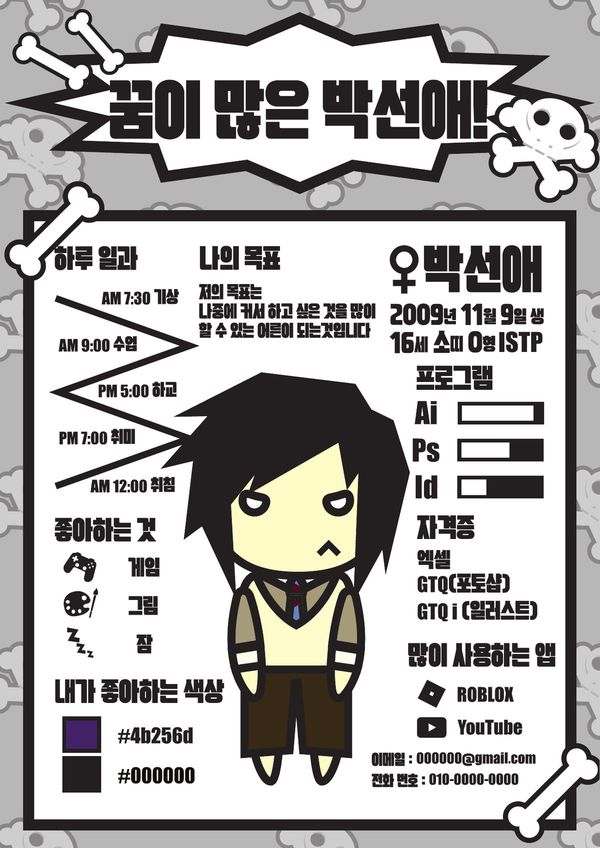 꿈이 많은 박선애!
하루 일과
AM 7:30 기상
AM 9:00 수업
PM 5:00 하교
PM 7:00 취미
AM 12:00 취침
나의 목표
저의 목표는
나중에 커서 하고 싶은 것을 많이
할 수 있는 어른이 되는것입니다
♀박선애
2009년 11월 9일 생
16세 소띠 O형 ISTP
프로그램
Ai
Ps
Id
자격증
엑셀
GTQ(포토샵)
GTQ i (일러스트)
좋아하는 것
게임
그림
잠
zzz
내가 좋아하는 색상
#4b256d
#000000
많이 사용하는 앱
ROBLOX
YouTube
이메일 : 000000@gmail.com
전화 번호 : 010-0000-0000